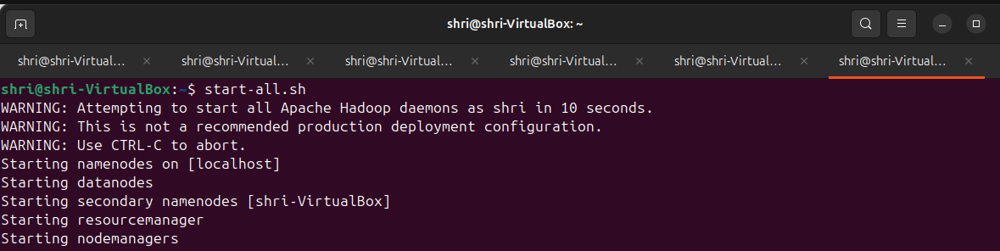 shri@shri-VirtualBox: ~
shri@shri-Virtual... shri@shri-Virtual... shri@shri-Virtual... shri@shri-Virtual... shri@shri-Virtual... shri@shri-Virtual...
shri@shri-VirtualBox:~$ start-all.sh
WARNING: Attempting to start all Apache Hadoop daemons as shri in 10 seconds.
WARNING: This is not a recommended production deployment configuration.
WARNING: Use CTRL-C to abort.
Starting namenodes on [localhost]
Starting datanodes
Starting secondary namenodes [shri-VirtualBox]
Starting resourcemanager
Starting nodemanagers